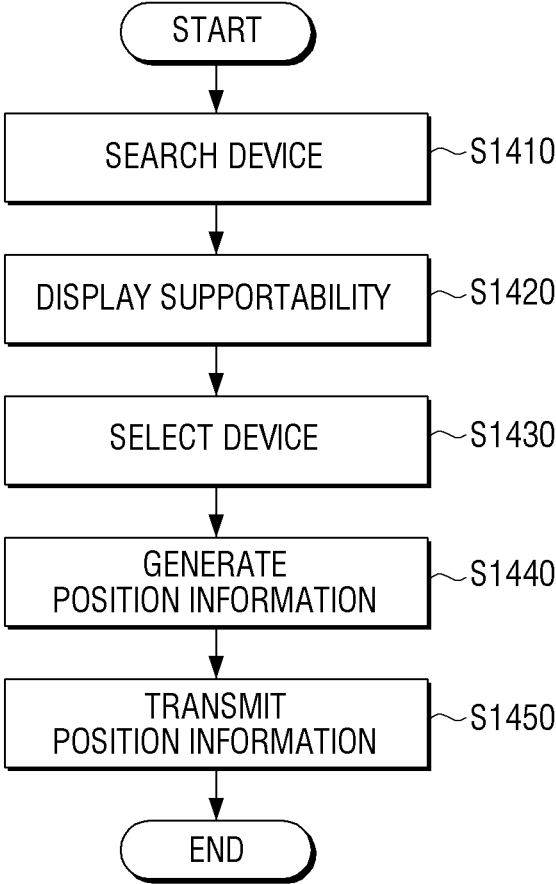 START
SEARCH DEVICE
S1410
DISPLAY SUPPORTABILITY
S1420
SELECT DEVICE
S1430
GENERATE
POSITION INFORMATION
S1440
TRANSMIT
POSITION INFORMATION
S1450
END